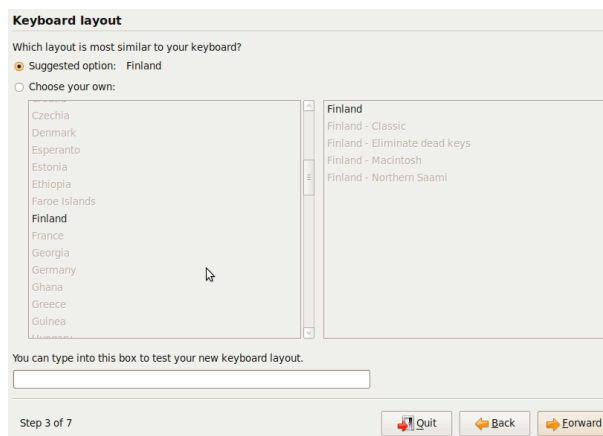 Keyboard layout
Which layout is most similar to your keyboard?
Suggested option: Finland
Choose your own:
Czechia
Denmark
Esperanto
Estonia
Ethiopia
Faroe Islands
Finland
France
Georgia
Germany
Ghana
Greece
Guinea
Finland
Finland - Classic
Finland - Eliminate dead keys
Finland - Macintosh
Finland - Northern Saami
You can type into this box to test your new keyboard layout.
Step 3 of 7
Quit
Back
Forward